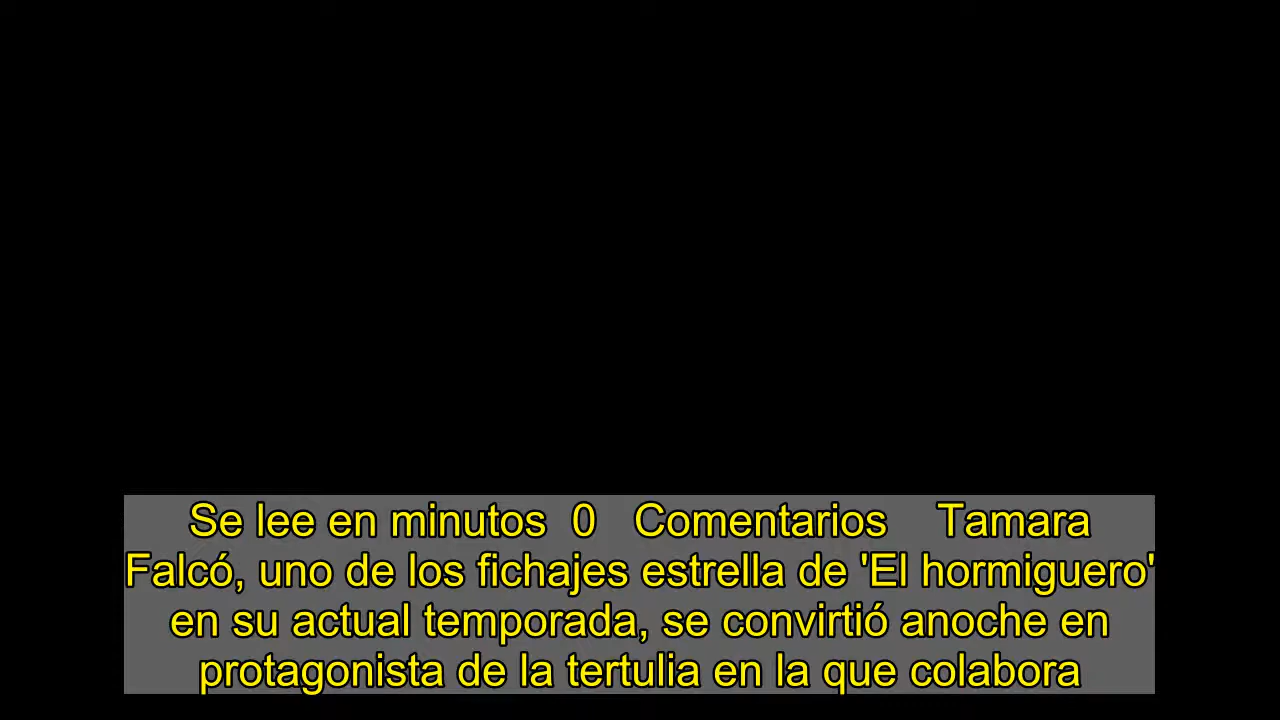 Se lee en minutos  0   Comentarios    Tamara
Falcó, uno de los fichajes estrella de 'El hormiguero'
en su actual temporada, se convirtió anoche en
protagonista de la tertulia en la que colabora